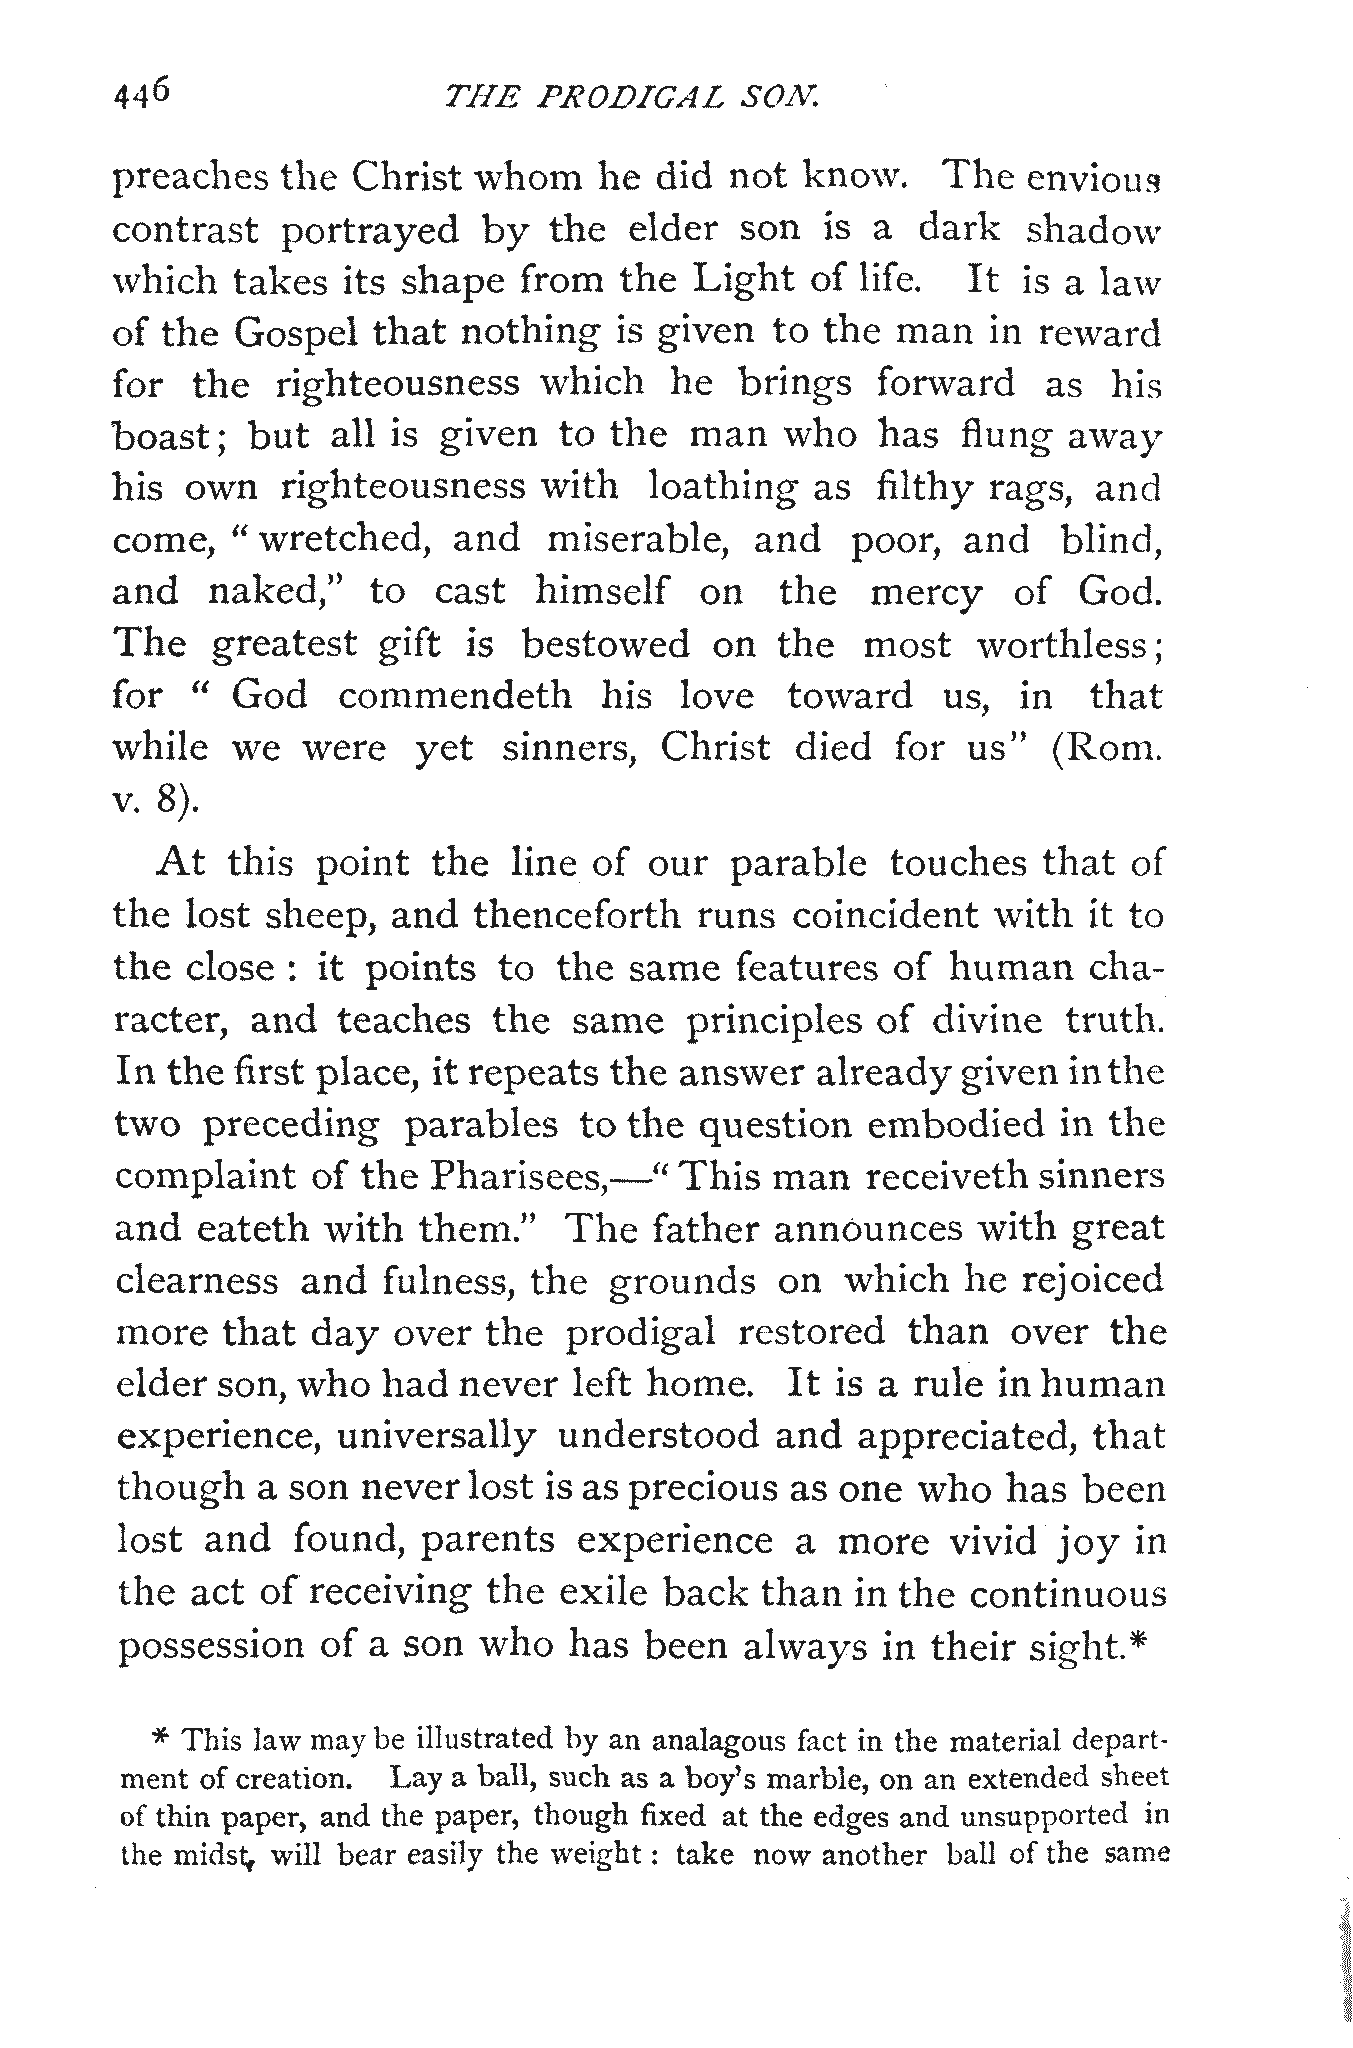 446 THE PRODIGAL SON.
preaches the Christ whom he did not know. The envious
contrast portrayed by the elder son is a dark shadow
which takes its shape from the Light of life. It is a law
of the Gospel that nothing is given to the man in reward
for the righteousness which he brings forward as his
boast; but all is given to the man who has flung away
his own righteousness with loathing as filthy rags, and
come, " wretched, and miserable, and poor, and blind,
and naked," to cast himself on the mercy of God.
The greatest gift is bestowed on the most worthless;
for " God commendeth his love toward us, in that
while we were yet sinners, Christ died for us" (Rom.
v. 8).
At this point the line of our parable touches that of
the lost sheep, and thenceforth runs coincident with it to
the close : it points to the same features of human cha-
racter, and teaches the same principles of divine truth.
In the first place, it repeats the answer already given in the
two preceding parables to the question embodied in the
complaint of the Pharisees,—" This man receiveth sinners
and eateth with them." The father announces with great
clearness and fulness, the grounds on which he rejoiced
more that day over the prodigal restored than over the
elder son, who had never left home. It is a rule in human
experience, universally understood and appreciated, that
though a son never lost is as precious as one who has been
lost and found, parents experience a more vivid joy in
the act of receiving the exile back than in the continuous
possession of a son who has been always in their sight.*
* This law may be illustrated by an analagous fact in the material depart-
ment of creation. Lay a ball, such as a boy's marble, on an extended sheet
of thin paper, and the paper, though fixed at the edges and unsupported in
the midst, will bear easily the weight : take now another ball of the same